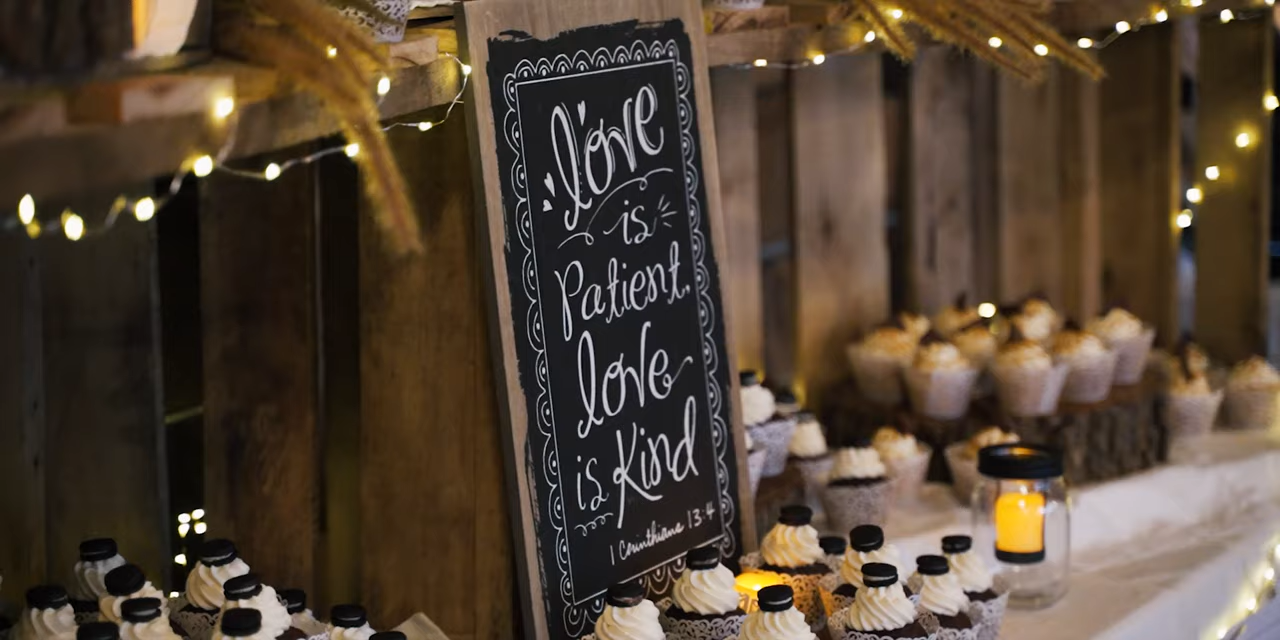 love
is
Patient,
love
is Kind
1 Corinthians 13:4